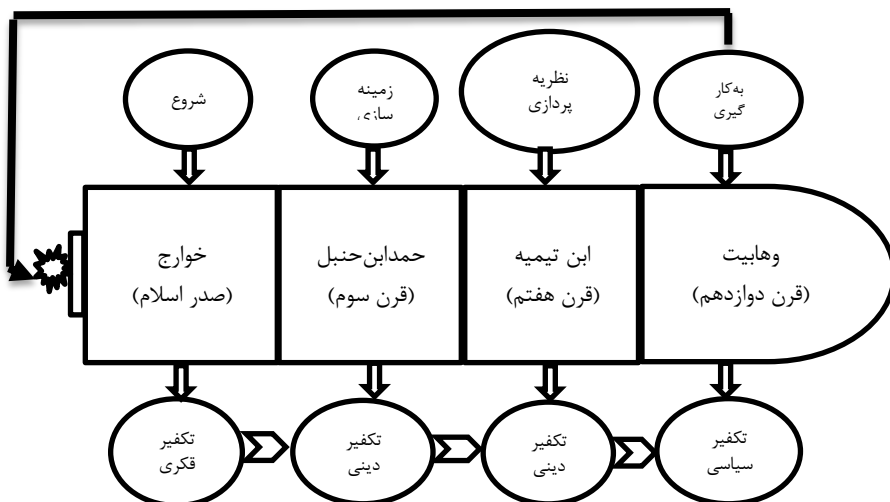 به‌کار
گیری
نظریه
پردازی
زمینه
سازی
شروع
وهابیت
(قرن دوازدهم)
ابن تیمیه
(قرن هفتم)
حمدابن‌حنبل
(قرن سوم)
خوارج
(صدر اسلام)
تکفیر
سیاسی
تکفیر
دینی
تکفیر
دینی
تکفیر
قکری